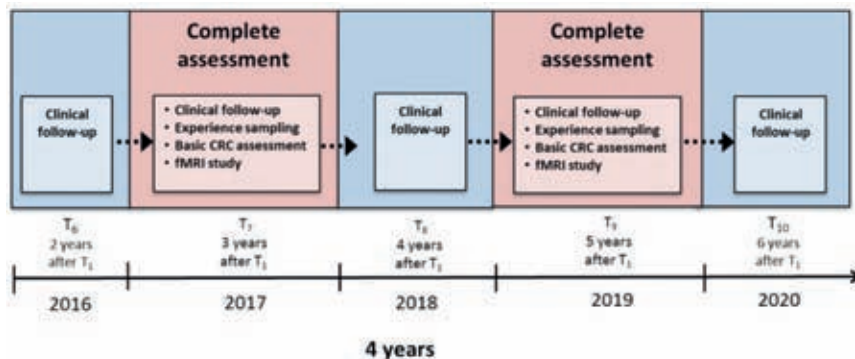 Complete
assessment
Complete
assessment
Clinical
follow-up
• Clinical follow-up
• Experience sampling
• Basic CRC assessment
• fMRI study
Clinical
follow-up
• Clinical follow-up
• Experience sampling
• Basic CRC assessment
• fMRI study
Clinical
follow-up
T6
2 years
after T1
T7
3 years
after T1
T8
4 years
after T1
T9
5 years
after T1
T10
6 years
after T1
2016
2017
2018
2019
2020
4 years